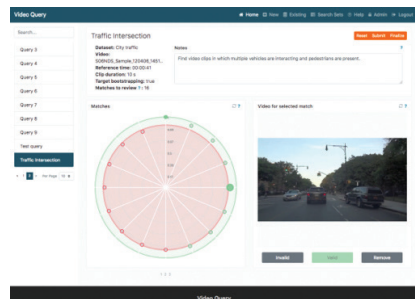 Video Query
Home New Existing Search Sets Help Admin Logout
Search...
Query 3
Query 4
Query 5
Query 6
Query 7
Query 8
Query 9
Test query
Traffic Intersection
Per Page 10
Traffic Intersection
Reset Submit Finalize
Dataset: City traffic
Video:
Reference time: 00:00:41
Clip duration: 10 s
Target bootstrapping: true
Matches to review: 16
Notes
Find video clips in which multiple vehicles are interacting and pedestrians are present.
Matches
Video for selected match
Invalid Valid Remove
Video Query